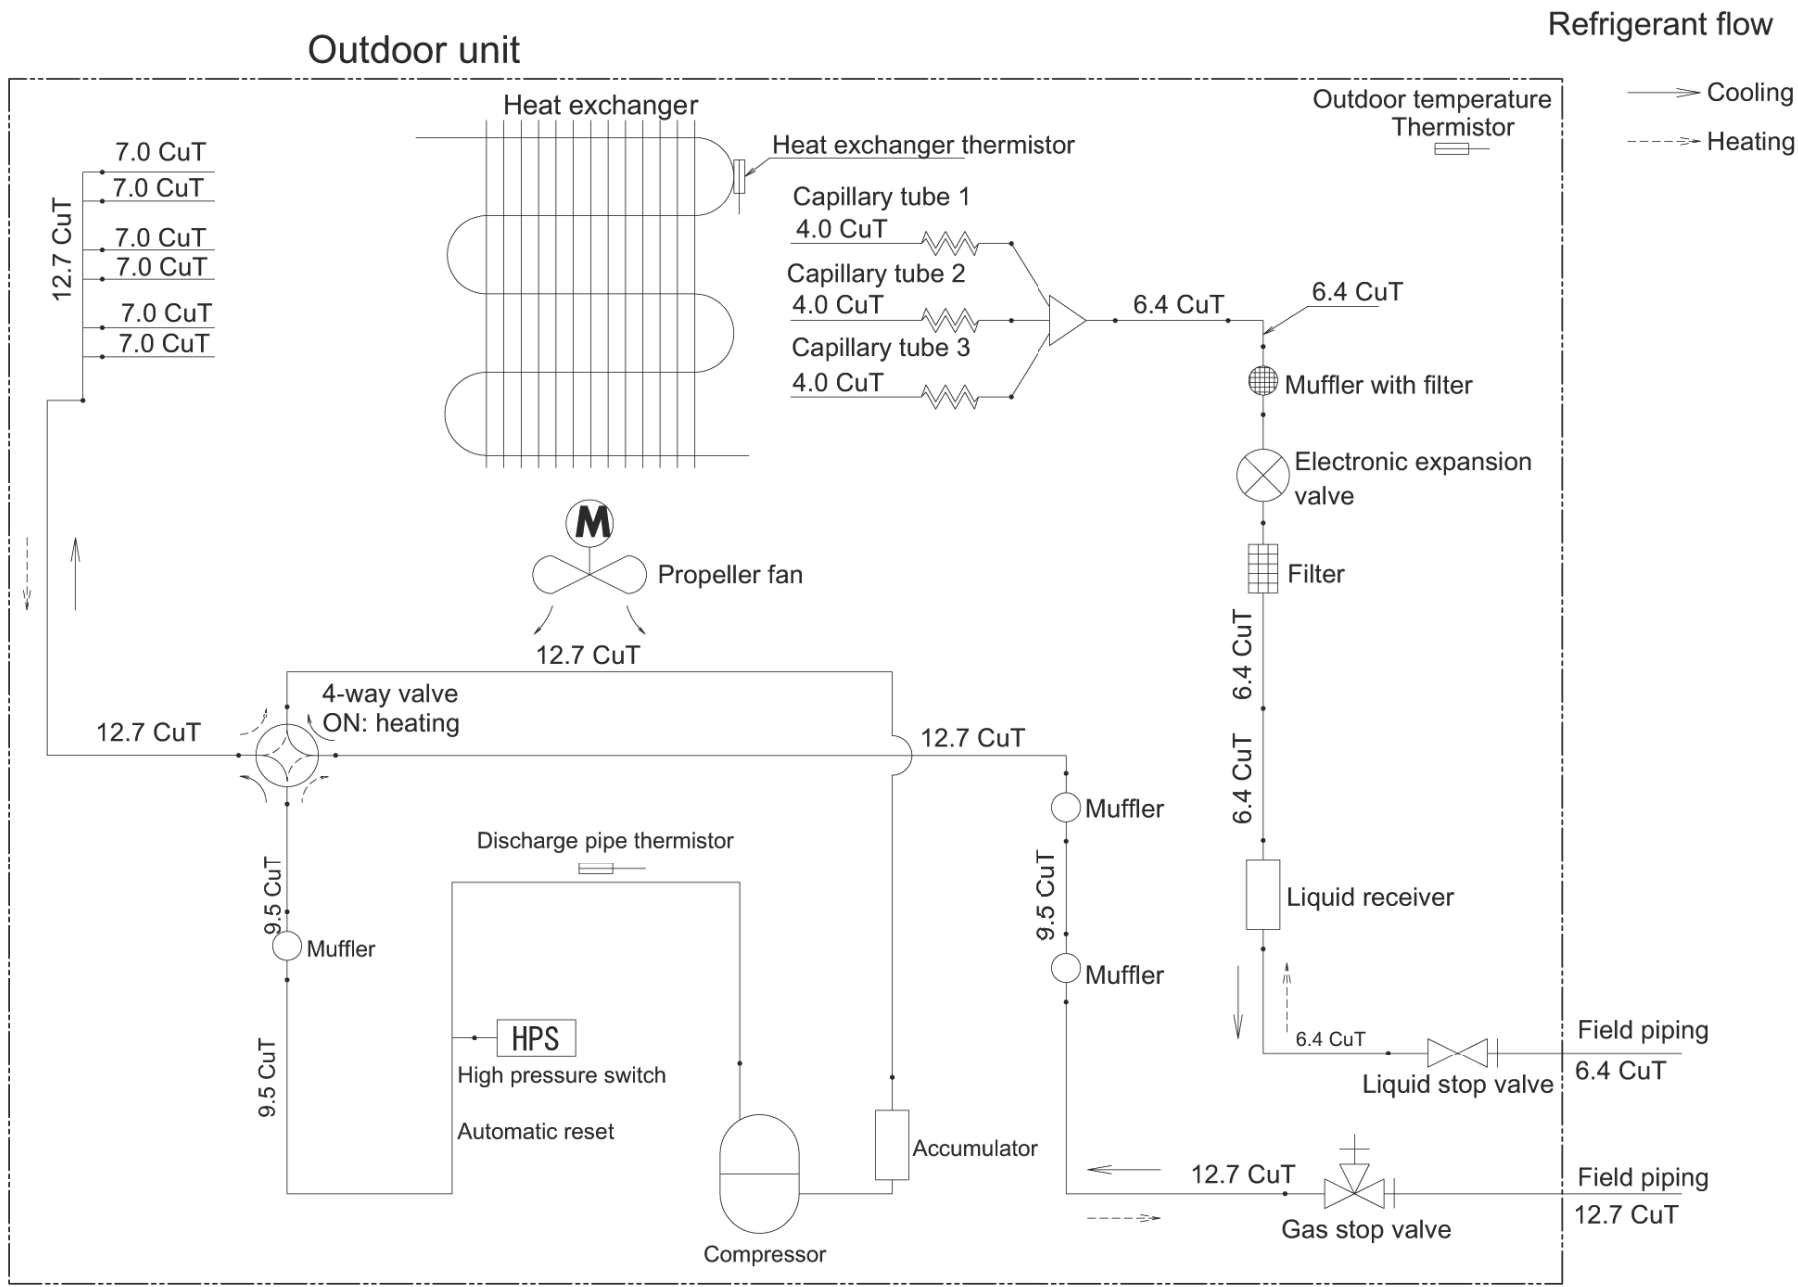 Refrigerant flow
Outdoor unit
Cooling
Heating
Heat exchanger
Outdoor temperature
Thermistor
Heat exchanger thermistor
7.0 CuT
7.0 CuT
7.0 CuT
7.0 CuT
7.0 CuT
7.0 CuT
12.7 CuT
Capillary tube 1
4.0 CuT
Capillary tube 2
4.0 CuT
Capillary tube 3
4.0 CuT
6.4 CuT
6.4 CuT
Muffler with filter
Electronic expansion
valve
M
Propeller fan
Filter
12.7 CuT
6.4 CuT
4-way valve
ON: heating
12.7 CuT
12.7 CuT
6.4 CuT
Muffler
Discharge pipe thermistor
9.5 CuT
9.5 CuT
Liquid receiver
Muffler
Muffler
HPS
High pressure switch
9.5 CuT
Automatic reset
6.4 CuT
Field piping
6.4 CuT
Liquid stop valve
Accumulator
12.7 CuT
Field piping
12.7 CuT
Gas stop valve
Compressor